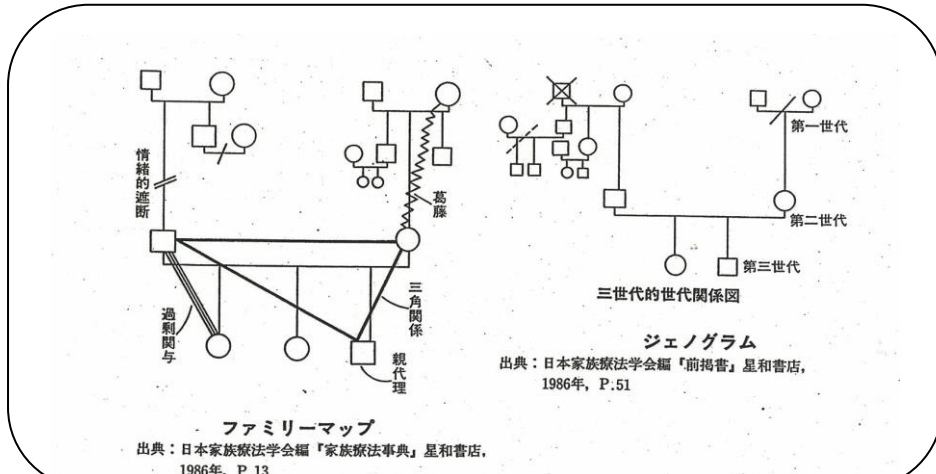 情緒的遮断
葛藤
過剰関与
三角関係
親代理
ファミリーマップ
出典：日本家族療法学会編『家族療法事典』星和書店，
1986年，P 13
第一世代
第二世代
第三世代
三世代的世代関係図
ジェノグラム
出典：日本家族療法学会編『前掲書』星和書店，
1986年，P.51